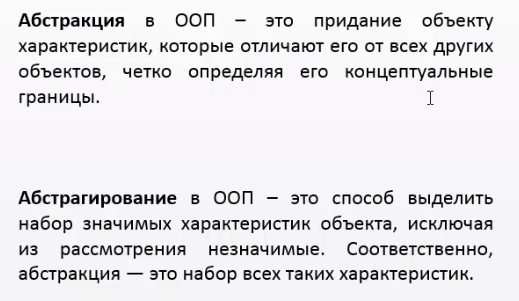 Абстракция в ООП – это придание объекту
характеристик, которые отличают его от всех других
объектов, четко определяя его концептуальные
границы.
Абстрагирование в ООП – это способ выделить
набор значимых характеристик объекта, исключая
из рассмотрения незначимые. Соответственно,
абстракция — это набор всех таких характеристик.